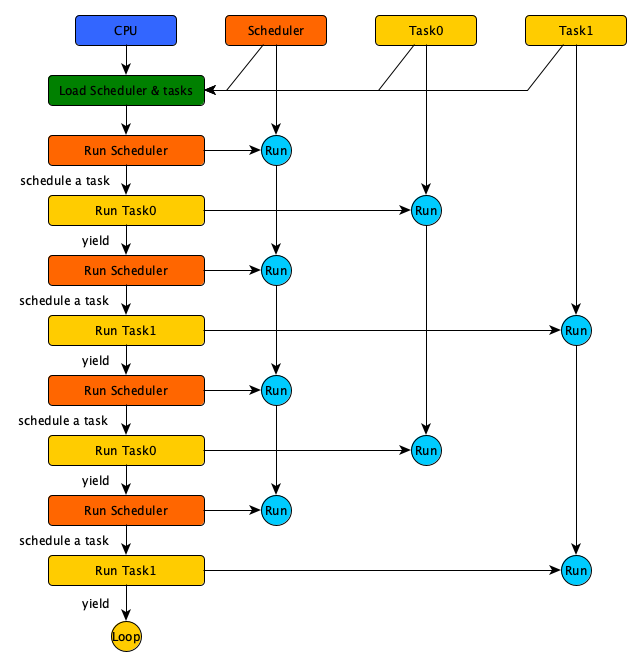 CPU
Scheduler
Task0
Task1
Load Scheduler & tasks
Run Scheduler
Run
schedule a task
Run Task0
Run
yield
Run Scheduler
Run
schedule a task
Run Task1
Run
yield
Run Scheduler
Run
schedule a task
Run Task0
Run
yield
Run Scheduler
Run
schedule a task
Run Task1
Run
yield
Loop